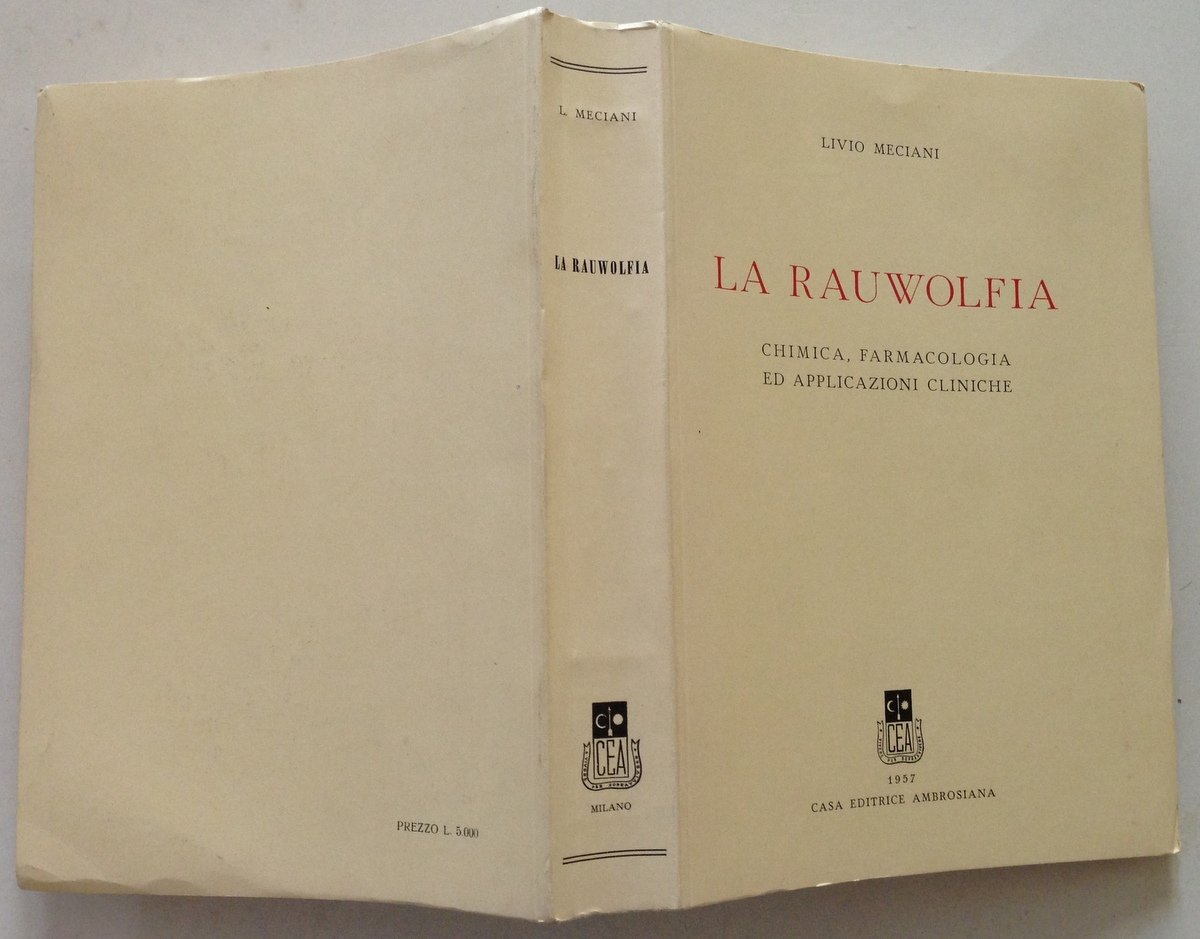 PREZZO L. 5.000
L. MECIANI
LA RAUWOLFIA
CEA
MILANO
LIVIO MECIANI
LA RAUWOLFIA
CHIMICA, FARMACOLOGIA
ED APPLICAZIONI CLINICHE
CEA
1957
CASA EDITRICE AMBROSIANA